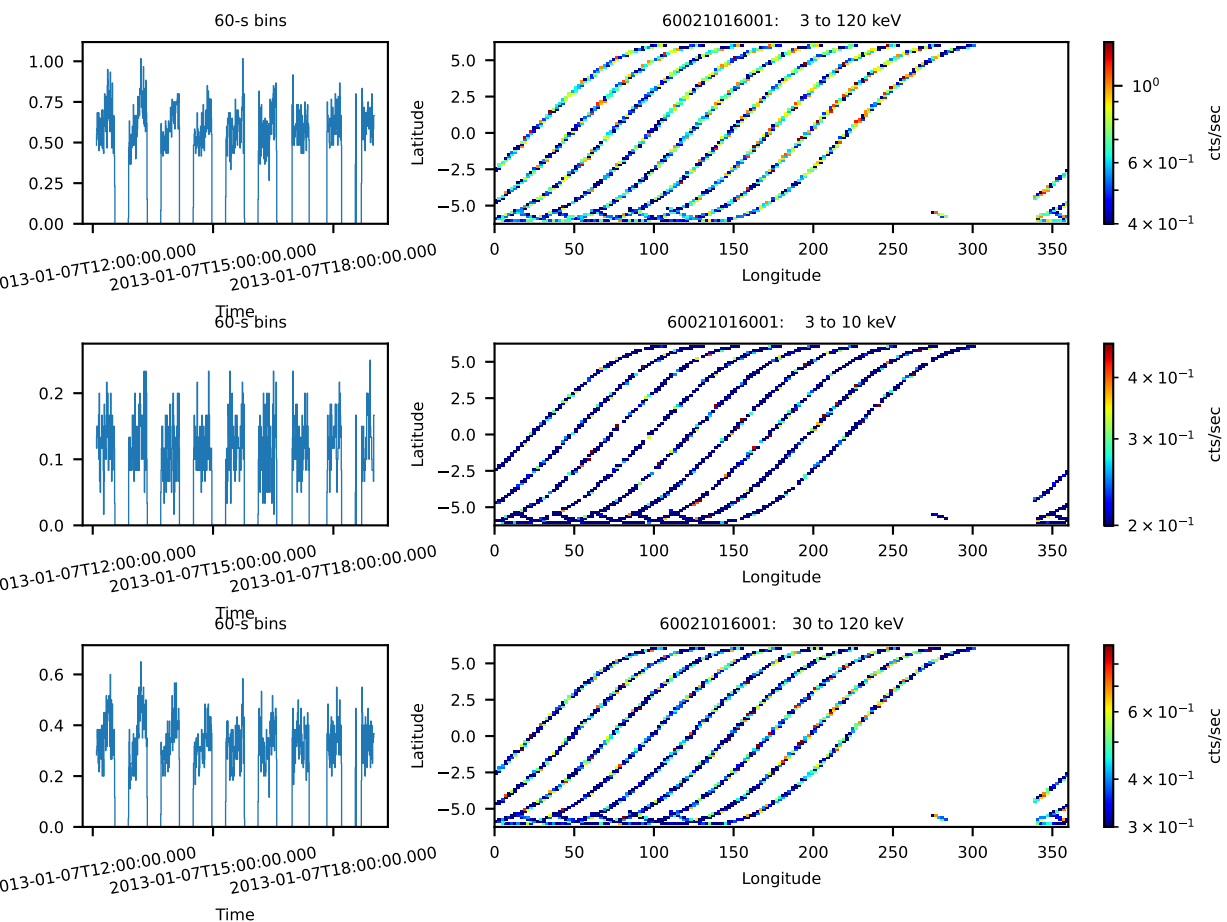 60-s bins
60021016001: 3 to 120 keV
1.00
0.75
0.50
0.25
0.00
013-01-07T12:00:00.000
2013-01-07T15:00:00.000
2013-01-07T18:00:00.000
Time
Latitude
5.0
2.5
0.0
−2.5
−5.0
0 50 100 150 200 250 300 350
Longitude
10⁰
6 × 10⁻¹
4 × 10⁻¹
cts/sec
60-s bins
60021016001: 3 to 10 keV
0.2
0.1
0.0
013-01-07T12:00:00.000
2013-01-07T15:00:00.000
2013-01-07T18:00:00.000
Time
Latitude
5.0
2.5
0.0
−2.5
−5.0
0 50 100 150 200 250 300 350
Longitude
4 × 10⁻¹
3 × 10⁻¹
2 × 10⁻¹
cts/sec
60-s bins
60021016001: 30 to 120 keV
0.6
0.4
0.2
0.0
013-01-07T12:00:00.000
2013-01-07T15:00:00.000
2013-01-07T18:00:00.000
Time
Latitude
5.0
2.5
0.0
−2.5
−5.0
0 50 100 150 200 250 300 350
Longitude
6 × 10⁻¹
4 × 10⁻¹
3 × 10⁻¹
cts/sec